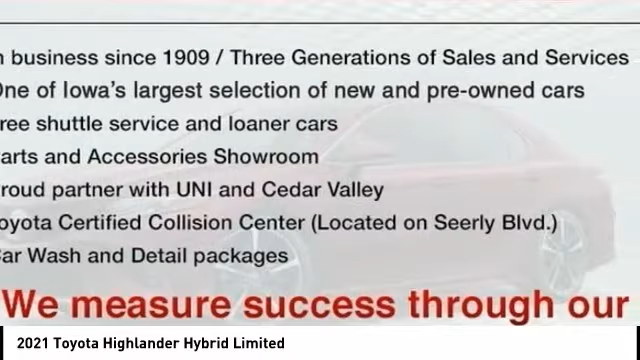 n business since 1909 / Three Generations of Sales and Services
One of Iowa's largest selection of new and pre-owned cars
ree shuttle service and loaner cars
arts and Accessories Showroom
roud partner with UNI and Cedar Valley
oyota Certified Collision Center (Located on Seerly Blvd.)
ar Wash and Detail packages
We measure success through our
2021 Toyota Highlander Hybrid Limited